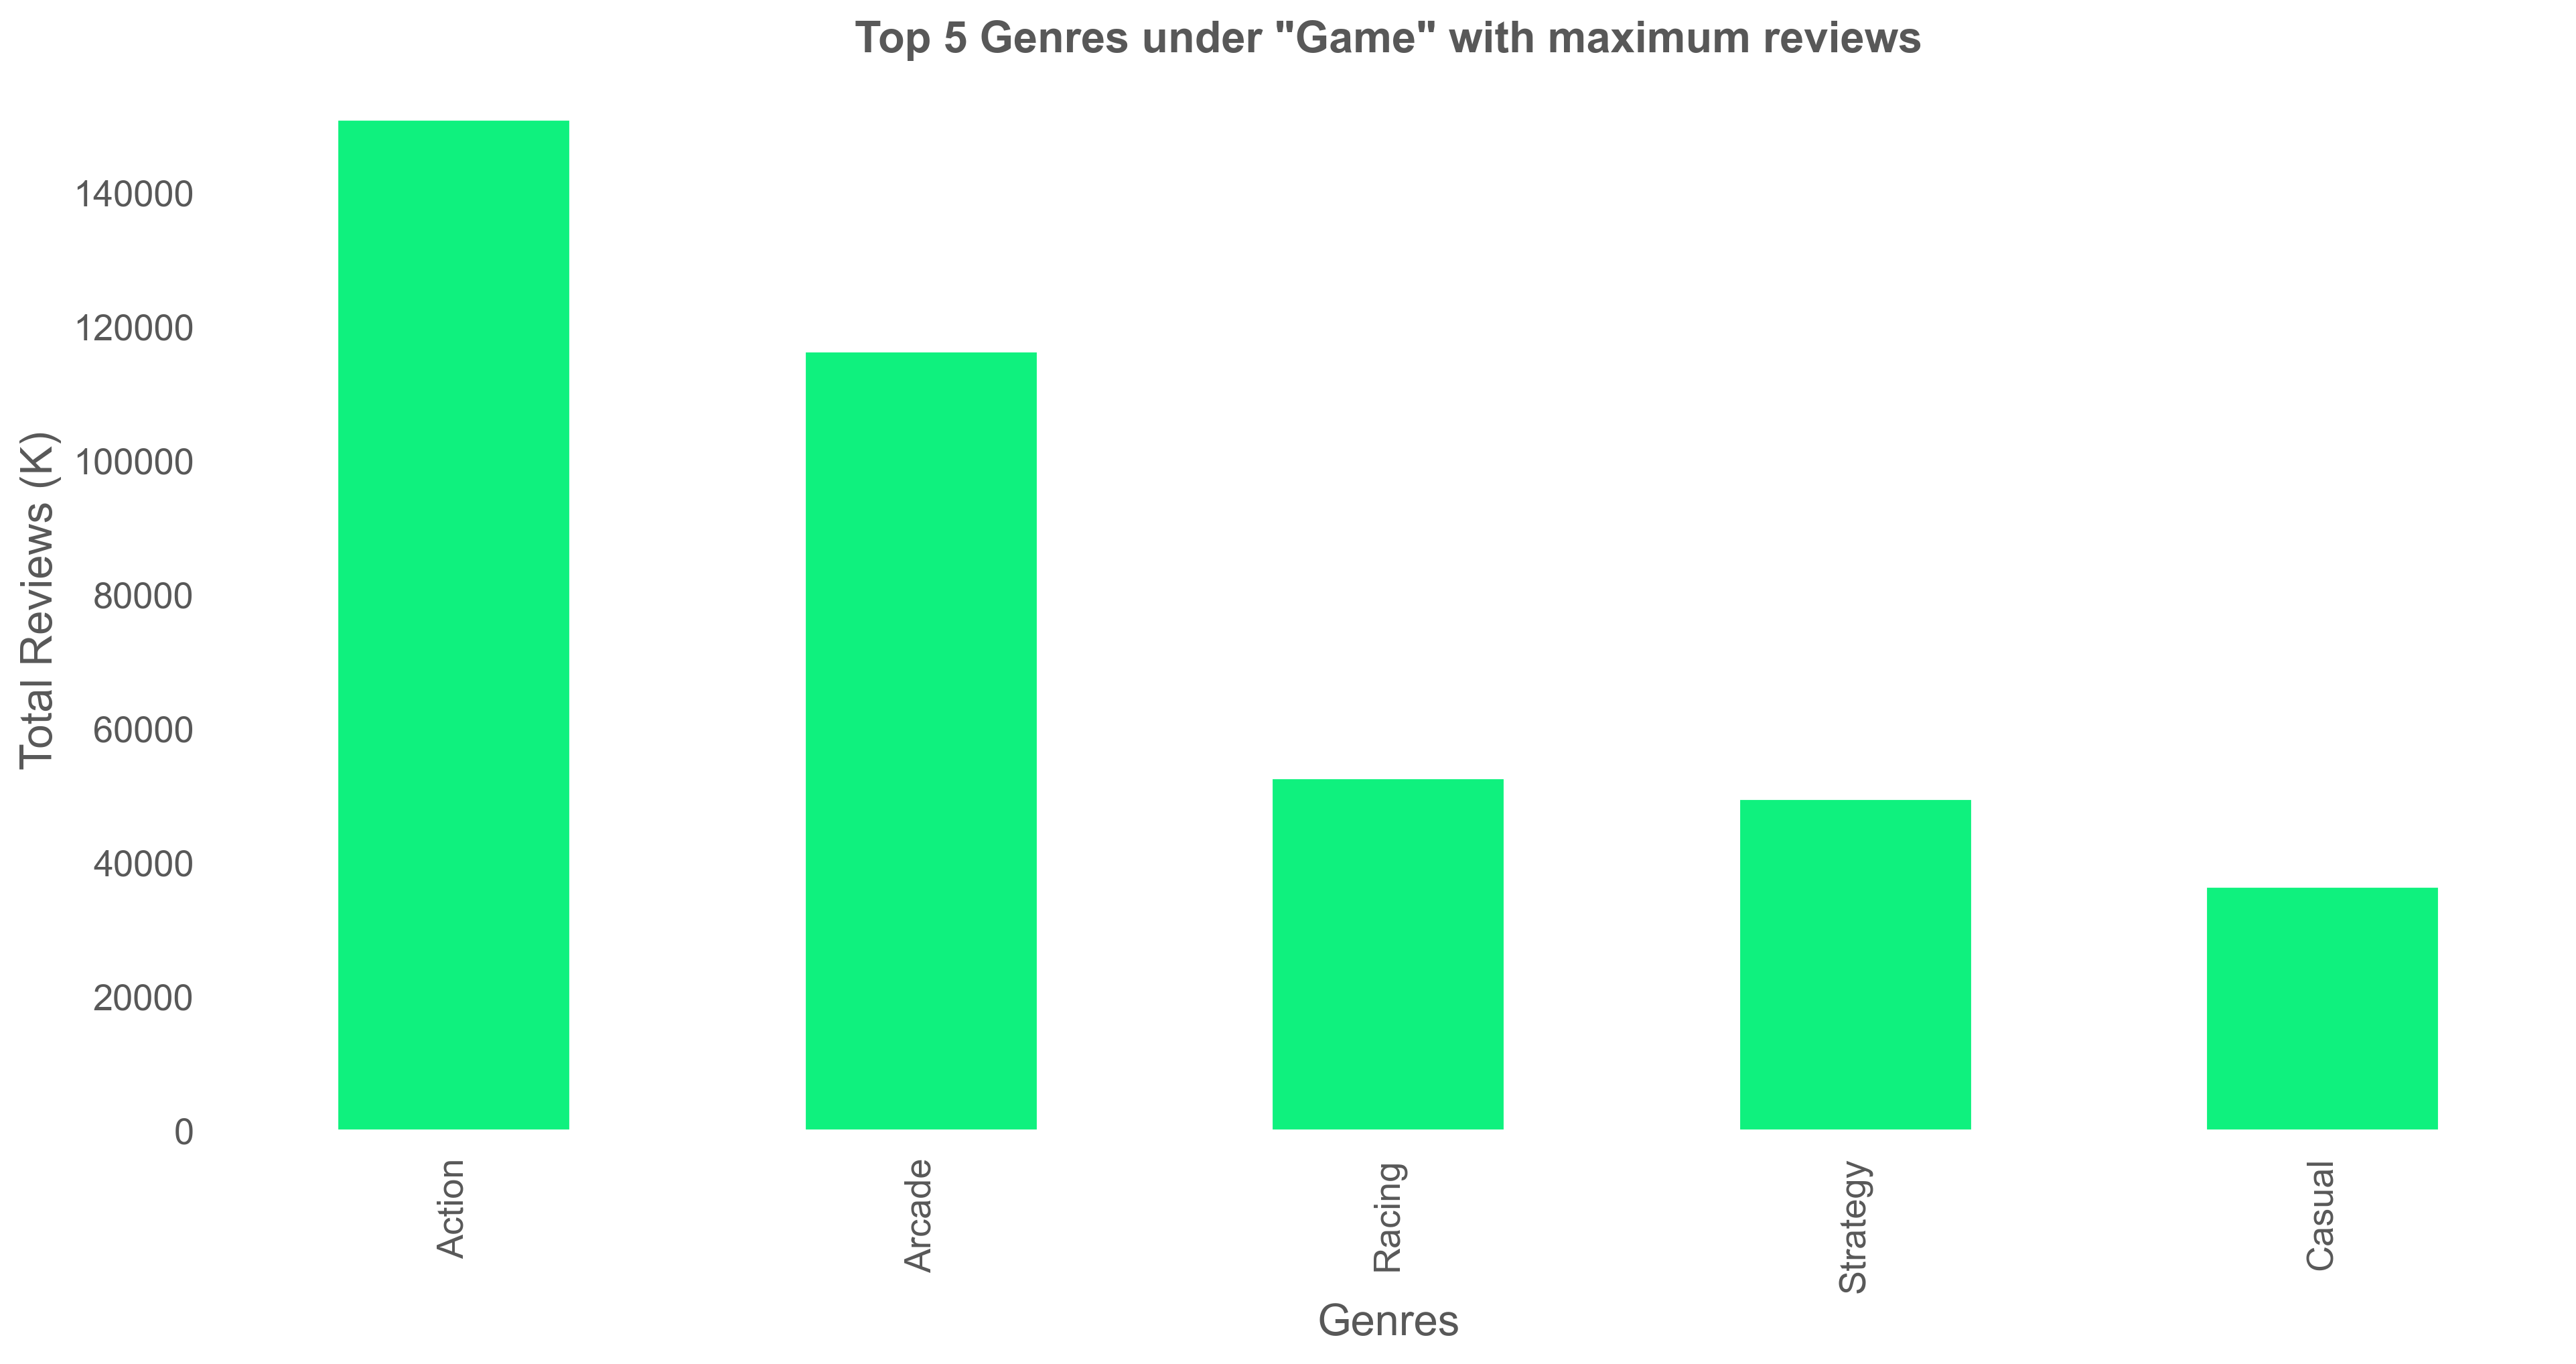 Top 5 Genres under "Game" with maximum reviews
Total Reviews (K)
140000
120000
100000
80000
60000
40000
20000
0
Action
Arcade
Racing
Strategy
Casual
Genres